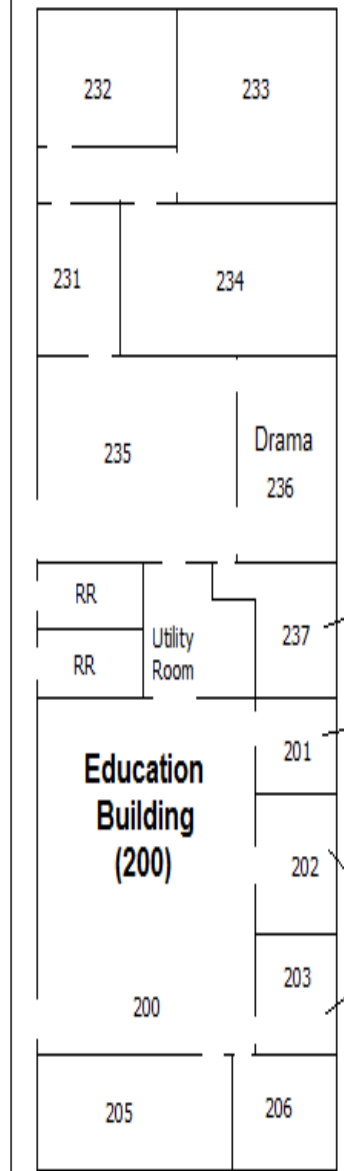 232
233
231
234
235
Drama
236
RR
RR
Utility
Room
237
201
Education
Building
(200)
202
203
200
205
206